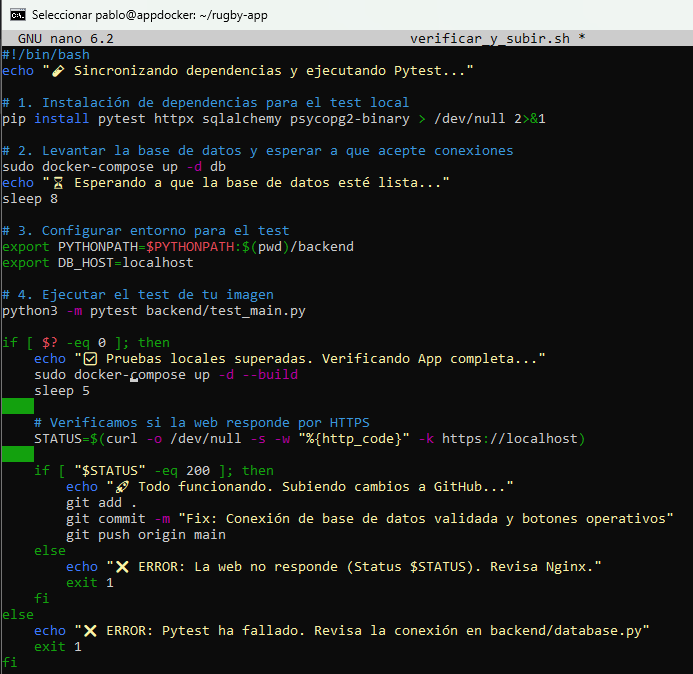 Seleccionar pablo@appdocker: ~/rugby-app
GNU nano 6.2 verificar_y_subir.sh *
#!/bin/bash
echo "🧪 Sincronizando dependencias y ejecutando Pytest..."
# 1. Instalación de dependencias para el test local
pip install pytest httpx sqlalchemy psycopg2-binary > /dev/null 2>&1
# 2. Levantar la base de datos y esperar a que acepte conexiones
sudo docker-compose up -d db
echo "⏳ Esperando a que la base de datos esté lista..."
sleep 8
# 3. Configurar entorno para el test
export PYTHONPATH=$PYTHONPATH:$(pwd)/backend
export DB_HOST=localhost
# 4. Ejecutar el test de tu imagen
python3 -m pytest backend/test_main.py
if [ $? -eq 0 ]; then
    echo "✅ Pruebas locales superadas. Verificando App completa..."
    sudo docker-compose up -d --build
    sleep 5
    # Verificamos si la web responde por HTTPS
    STATUS=$(curl -o /dev/null -s -w "%{http_code}" -k https://localhost)
    if [ "$STATUS" -eq 200 ]; then
        echo "🚀 Todo funcionando. Subiendo cambios a GitHub..."
        git add .
        git commit -m "Fix: Conexión de base de datos validada y botones operativos"
        git push origin main
    else
        echo "❌ ERROR: La web no responde (Status $STATUS). Revisa Nginx."
        exit 1
    fi
else
    echo "❌ ERROR: Pytest ha fallado. Revisa la conexión en backend/database.py"
    exit 1
fi